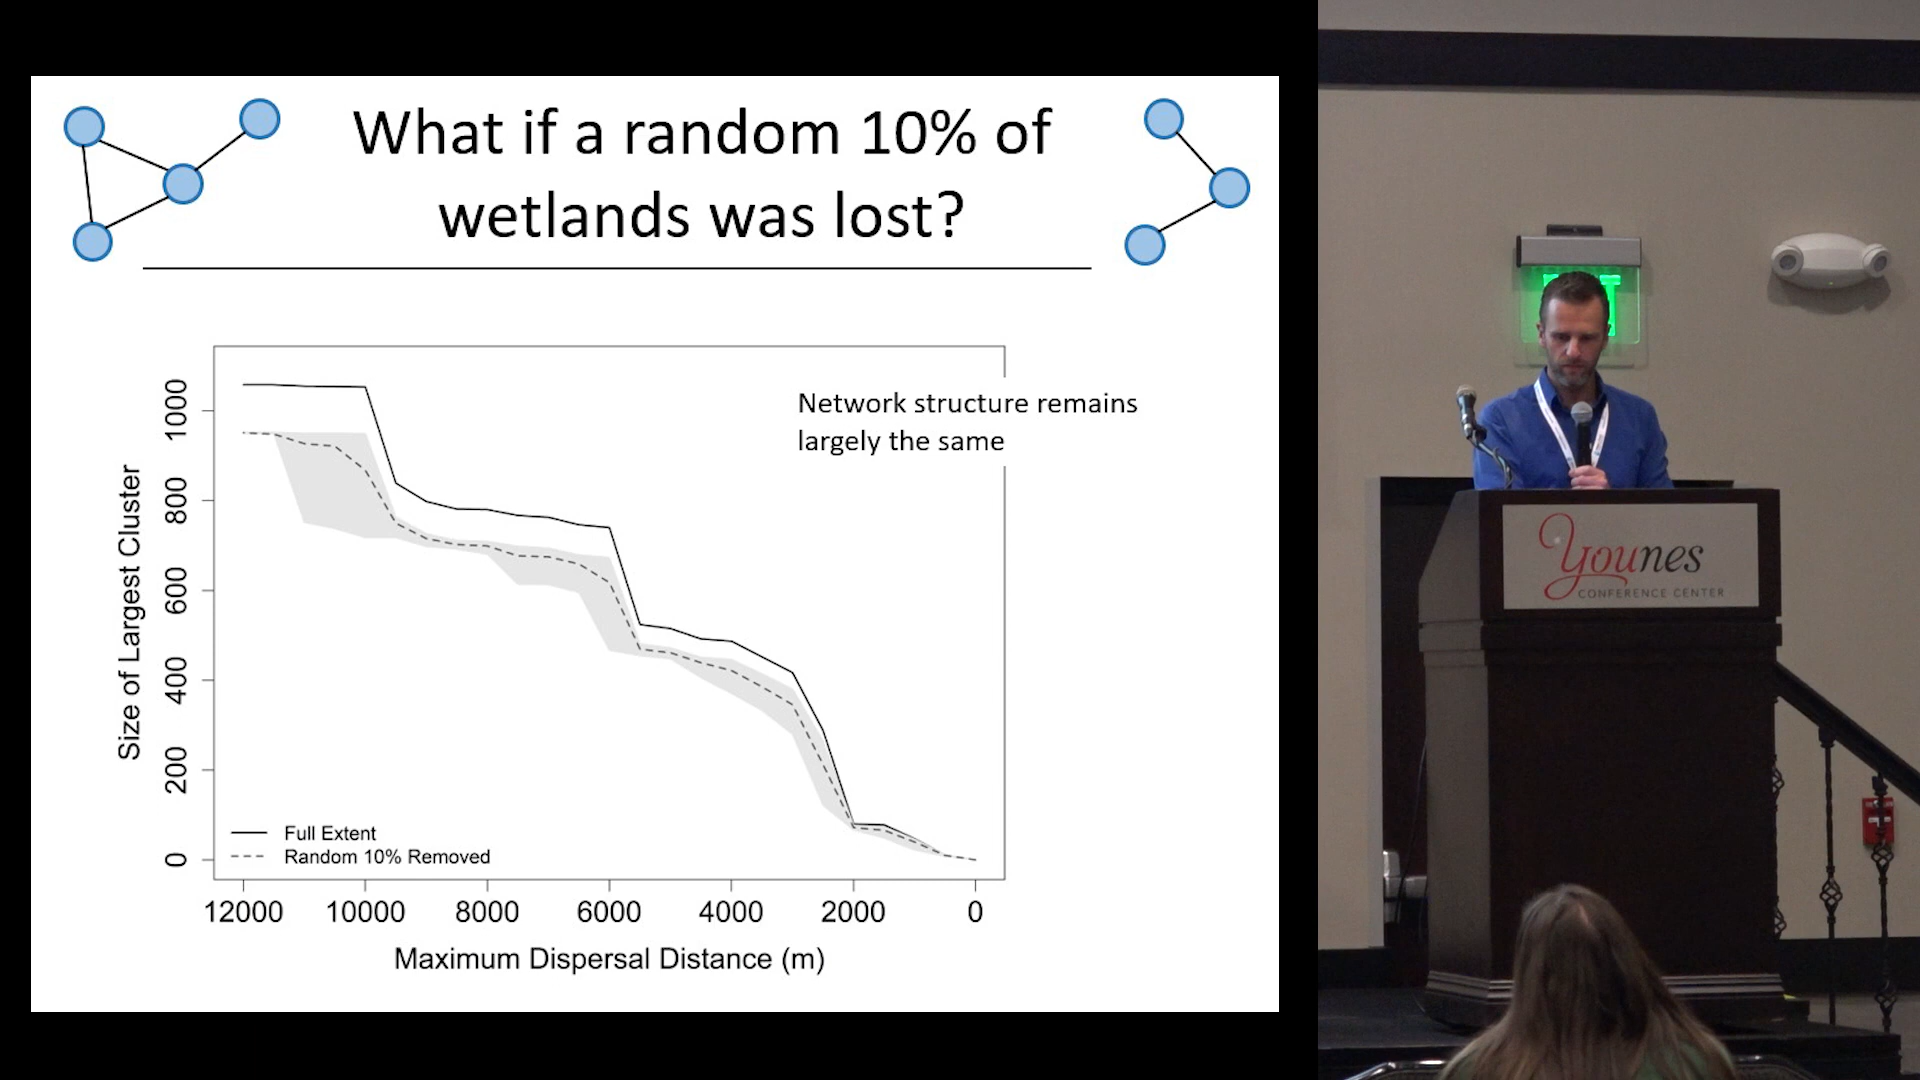 What if a random 10% of
wetlands was lost?
Network structure remains
largely the same
Size of Largest Cluster
1000
800
600
400
200
0
Full Extent
Random 10% Removed
12000 10000 8000 6000 4000 2000 0
Maximum Dispersal Distance (m)
Younes
CONFERENCE CENTER